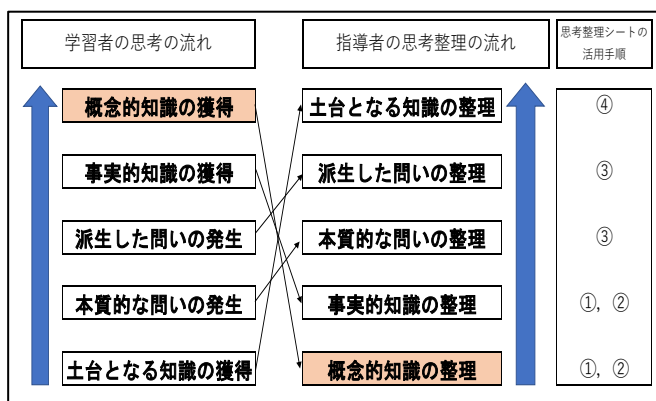 学習者の思考の流れ
指導者の思考整理の流れ
思考整理シートの
活用手順
概念的知識の獲得
土台となる知識の整理
④
事実的知識の獲得
派生した問いの整理
③
派生した問いの発生
本質的な問いの整理
③
本質的な問いの発生
事実的知識の整理
①，②
土台となる知識の獲得
概念的知識の整理
①，②